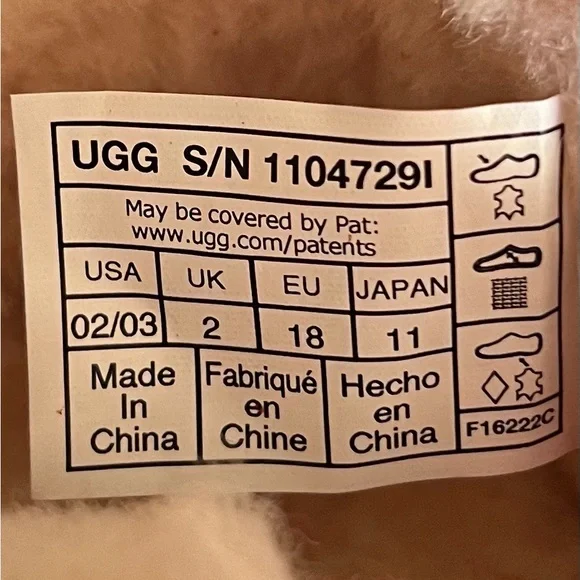 UGG S/N 1104729I
May be covered by Pat:
www.ugg.com/patents
USA UK EU JAPAN
02/03 2 18 11
Made
In
China
Fabriqué
en
Chine
Hecho
en
China
F16222C